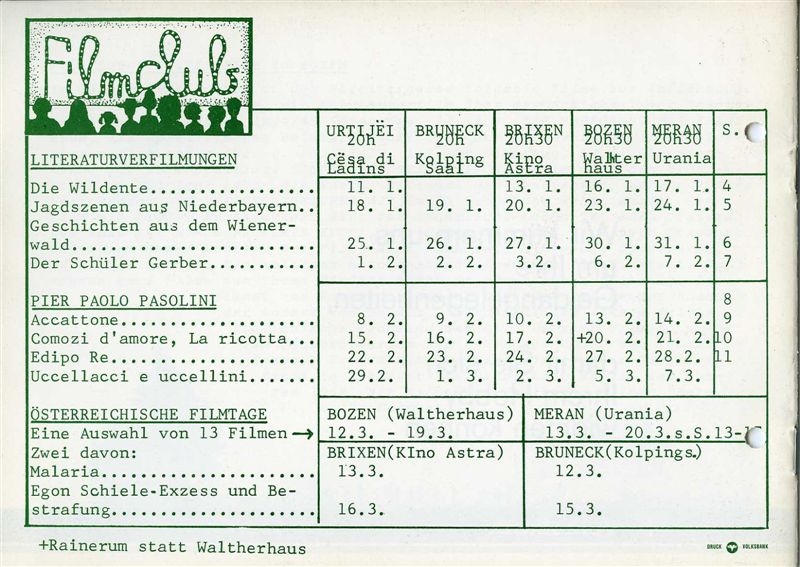 Filmclub
URTIJËI BRUNECK BRIXEN BOZEN MERAN S.
20h 20h 20h30 20h30 20h30
LITERATURVERFILMUNGEN Cësa di Kolping Kino Walther Urania
Ladins Saal Astra haus
Die Wildente................. 11. 1. 13. 1. 16. 1. 17. 1. 4
Jagdszenen aus Niederbayern.. 18. 1. 19. 1. 20. 1. 23. 1. 24. 1. 5
Geschichten aus dem Wiener-
wald......................... 25. 1. 26. 1. 27. 1. 30. 1. 31. 1. 6
Der Schüler Gerber........... 1. 2. 2. 2. 3.2. 6. 2. 7. 2. 7
PIER PAOLO PASOLINI 8
Accattone.................... 8. 2. 9. 2. 10. 2. 13. 2. 14. 2. 9
Comozi d'amore, La ricotta... 15. 2. 16. 2. 17. 2. +20. 2. 21. 2. 10
Edipo Re..................... 22. 2. 23. 2. 24. 2. 27. 2. 28.2. 11
Uccellacci e uccellini....... 29.2. 1. 3. 2. 3. 5. 3. 7.3.
ÖSTERREICHISCHE FILMTAGE BOZEN (Waltherhaus) MERAN (Urania)
Eine Auswahl von 13 Filmen → 12.3. - 19.3. 13.3. - 20.3.s.S.13-
Zwei davon: BRIXEN(KIno Astra) BRUNECK(Kolpings.)
Malaria...................... 13.3. 12.3.
Egon Schiele-Exzess und Be-
strafung..................... 16.3. 15.3.
+Rainerum statt Waltherhaus
DRUCK VOLKSBANK